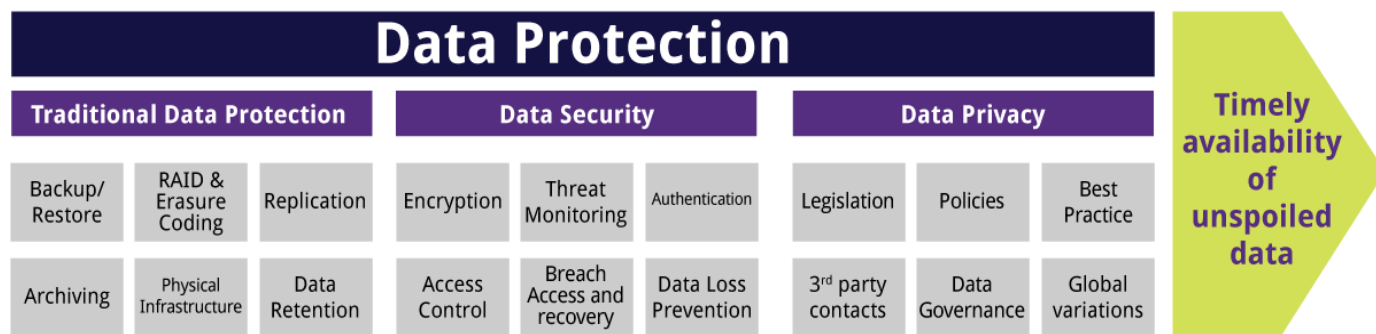 Data Protection
Traditional Data Protection
Data Security
Data Privacy
Backup/
Restore
RAID &
Erasure
Coding
Replication
Encryption
Threat
Monitoring
Authentication
Legislation
Policies
Best
Practice
Archiving
Physical
Infrastructure
Data
Retention
Access
Control
Breach
Access and
recovery
Data Loss
Prevention
3rd party
contacts
Data
Governance
Global
variations
Timely
availability
of
unspoiled
data